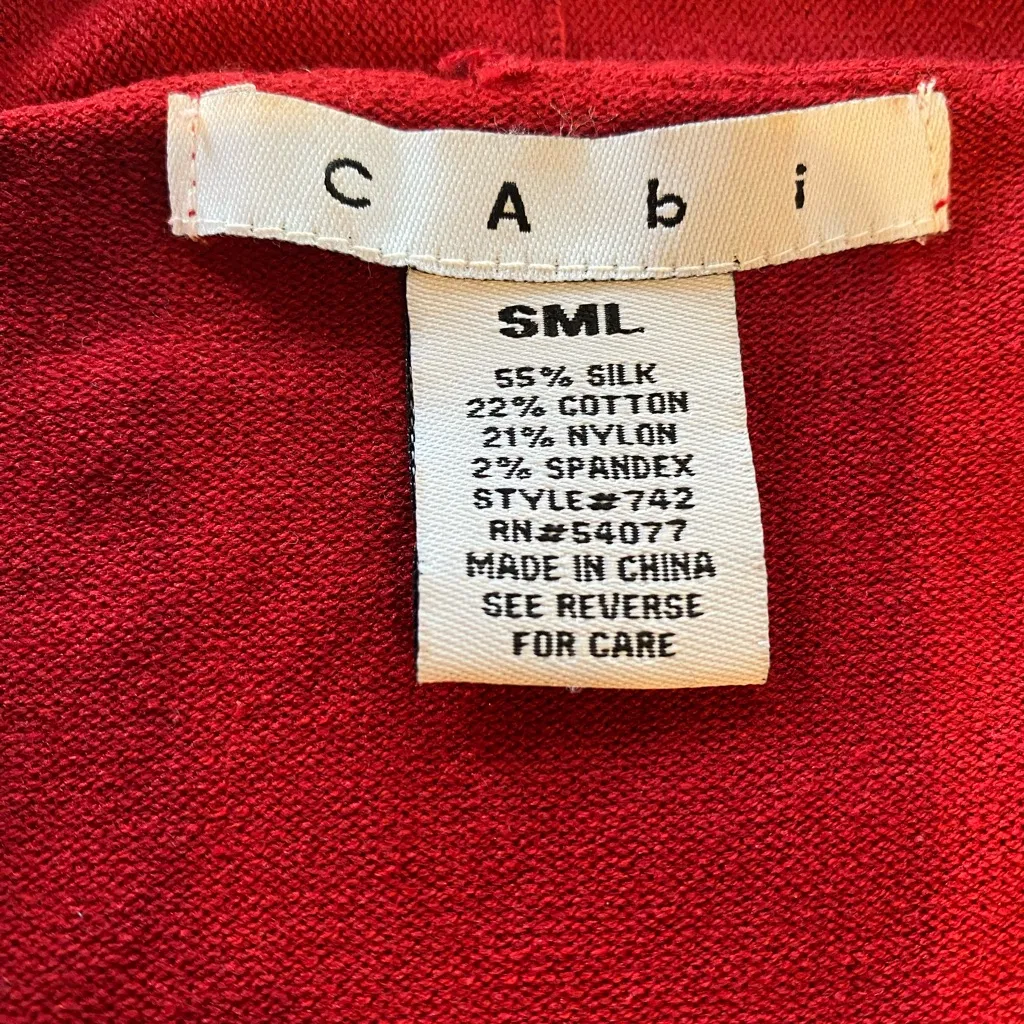 CAbi
SML
55% SILK
22% COTTON
21% NYLON
2% SPANDEX
STYLE#742
RN#54077
MADE IN CHINA
SEE REVERSE
FOR CARE